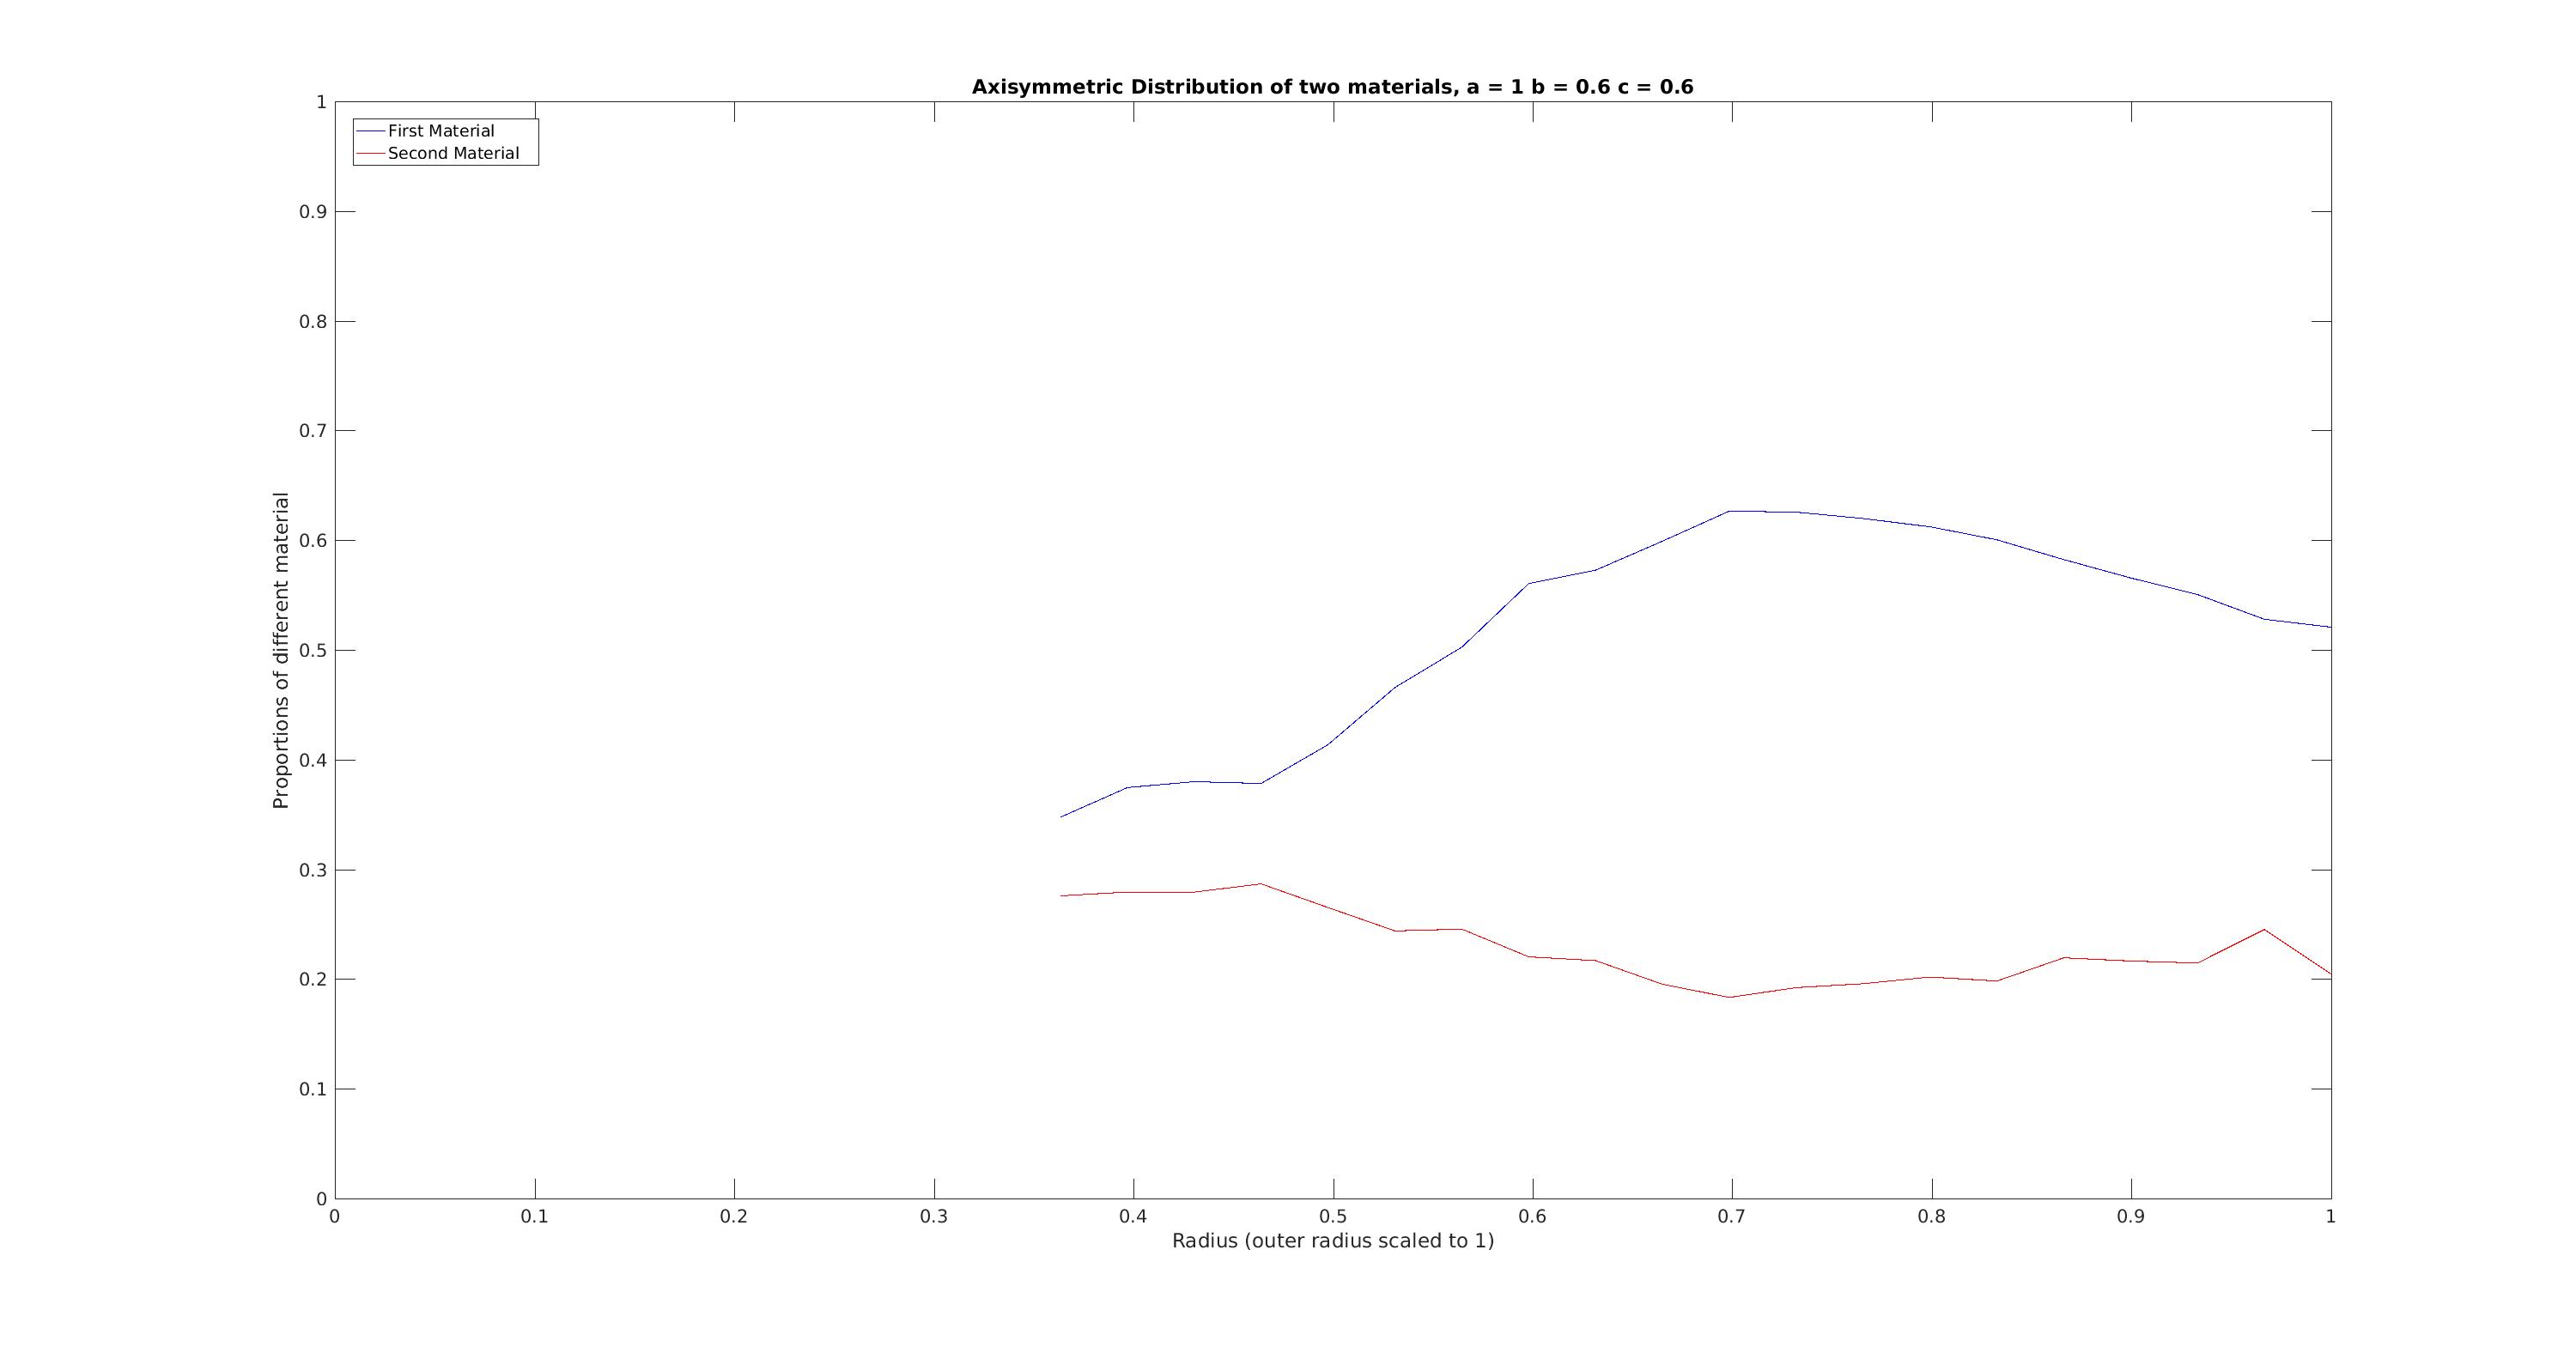 Axisymmetric Distribution of two materials, a = 1 b = 0.6 c = 0.6
First Material
Second Material
Proportions of different material
1
0.9
0.8
0.7
0.6
0.5
0.4
0.3
0.2
0.1
0
0 0.1 0.2 0.3 0.4 0.5 0.6 0.7 0.8 0.9 1
Radius (outer radius scaled to 1)